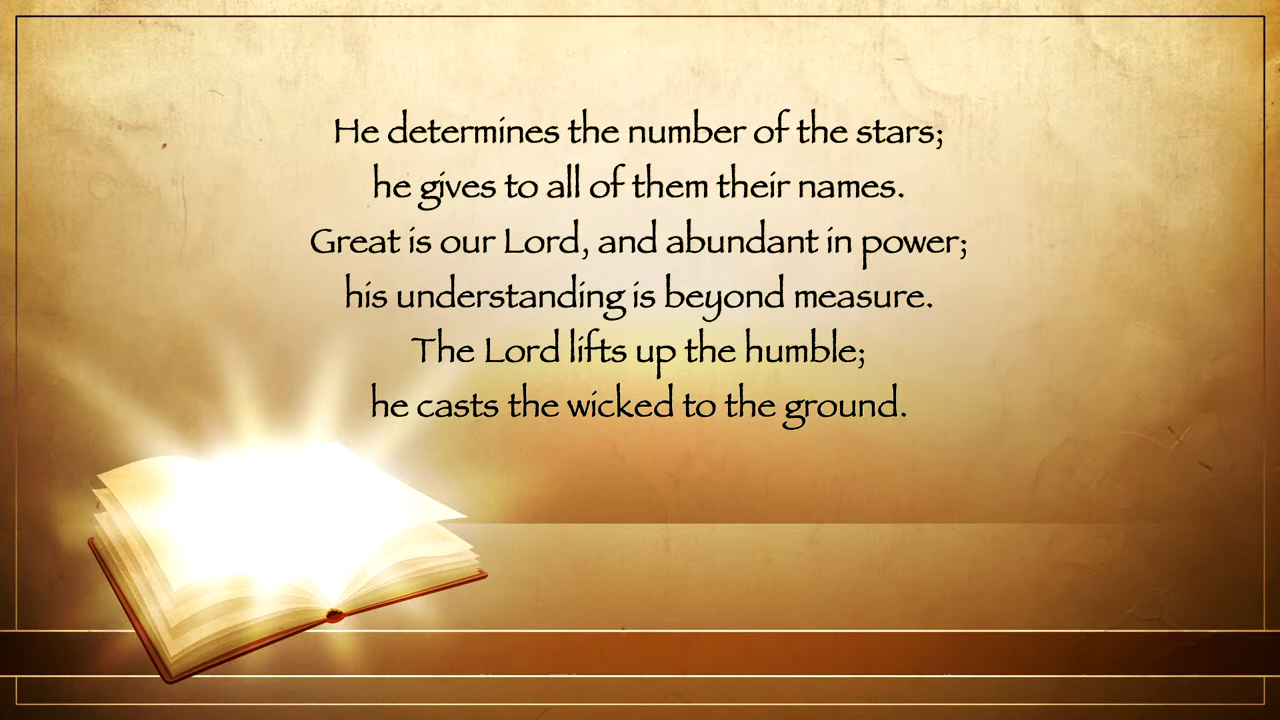 He determines the number of the stars;
he gives to all of them their names.
Great is our Lord, and abundant in power;
his understanding is beyond measure.
The Lord lifts up the humble;
he casts the wicked to the ground.